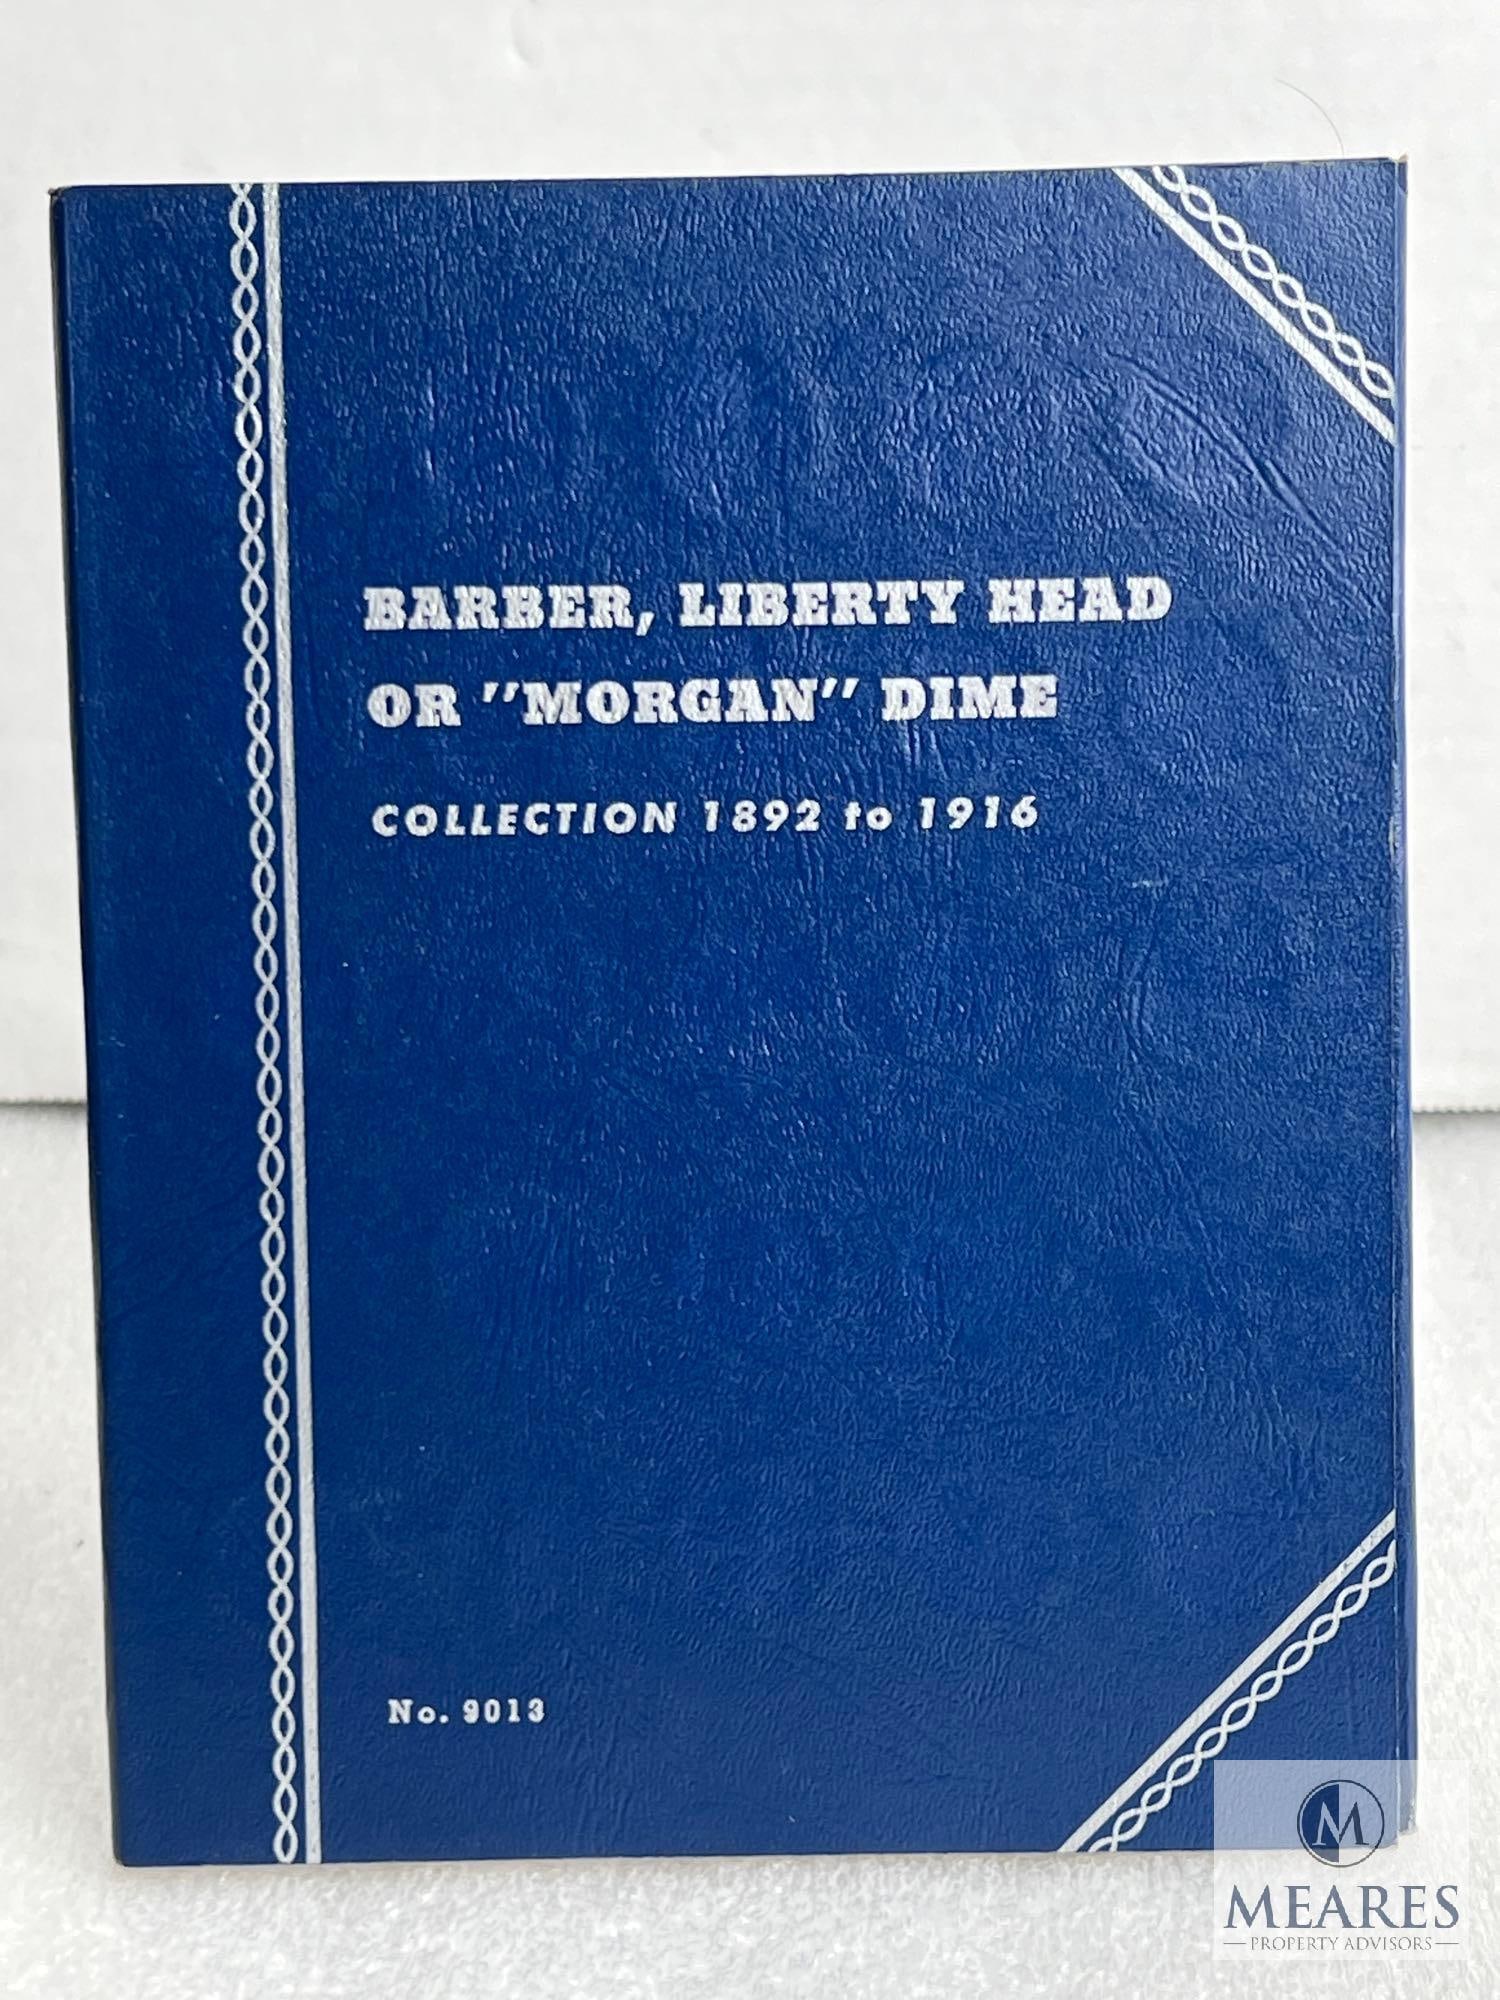 BARBER, LIBERTY HEAD
OR "MORGAN" DIME
COLLECTION 1892 to 1916
No. 9013
M
MEARES
PROPERTY ADVISORS